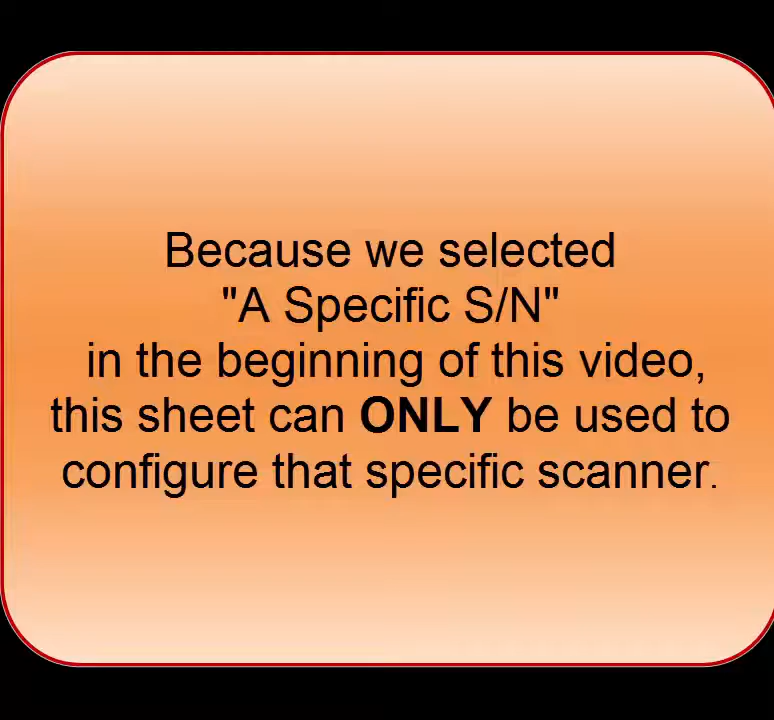 Because we selected
"A Specific S/N"
in the beginning of this video,
this sheet can ONLY be used to
configure that specific scanner.